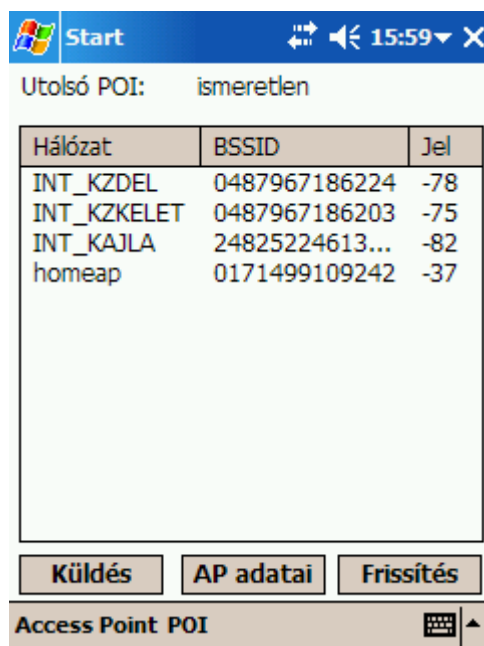 Start 15:59
Utolsó POI: ismeretlen
Hálózat BSSID Jel
INT_KZDEL 0487967186224 -78
INT_KZKELET 0487967186203 -75
INT_KAJLA 24825224613... -82
homeap 0171499109242 -37
Küldés AP adatai Frissítés
Access Point POI